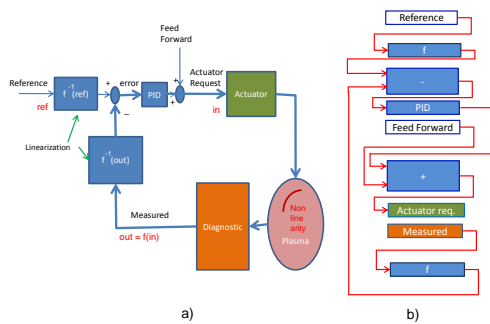 Feed
Forward
Reference
ref
f -1 (ref)
+
error
_
PID
+
+
Actuator
Request
in
Actuator
Linearization
f -1 (out)
Measured
out = f(in)
Diagnostic
Non
line
arity
Plasma
a)
Reference
f
-
PID
Feed Forward
+
Actuator req.
Measured
f
b)